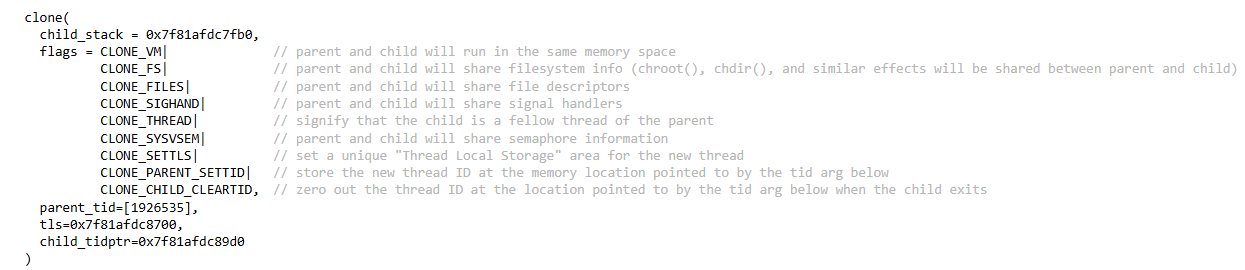 clone(
child_stack = 0x7f81afdc7fb0,
flags = CLONE_VM| // parent and child will run in the same memory space
CLONE_FS| // parent and child will share filesystem info (chroot(), chdir(), and similar effects will be shared between parent and child)
CLONE_FILES| // parent and child will share file descriptors
CLONE_SIGHAND| // parent and child will share signal handlers
CLONE_THREAD| // signify that the child is a fellow thread of the parent
CLONE_SYSVSEM| // parent and child will share semaphore information
CLONE_SETTLS| // set a unique "Thread Local Storage" area for the new thread
CLONE_PARENT_SETTID| // store the new thread ID at the memory location pointed to by the tid arg below
CLONE_CHILD_CLEARTID, // zero out the thread ID at the location pointed to by the tid arg below when the child exits
parent_tid=[1926535],
tls=0x7f81afdc8700,
child_tidptr=0x7f81afdc89d0
)